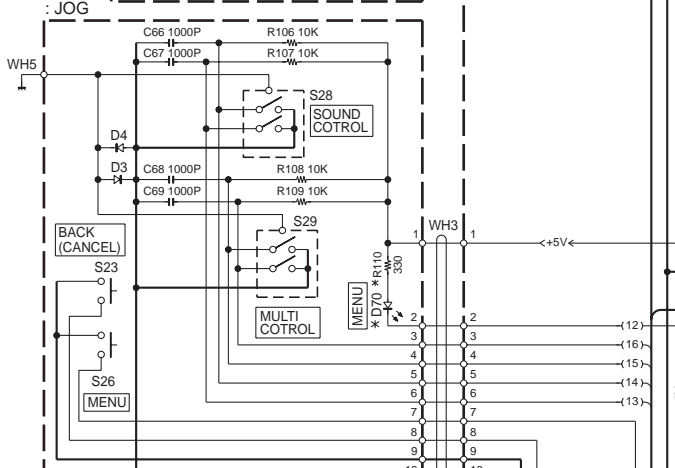 : JOG
C66 1000P
R106 10K
C67 1000P
R107 10K
WH5
S28
SOUND
COTROL
D4
D3
C68 1000P
R108 10K
C69 1000P
R109 10K
S29
WH3
BACK
(CANCEL)
1
1
+5V
S23
R110
330
*
MENU
* D70
MULTI
COTROL
2
2
(12)
3
3
(16)
4
4
(15)
S26
5
5
(14)
MENU
6
6
(13)
7
7
8
8
9
9